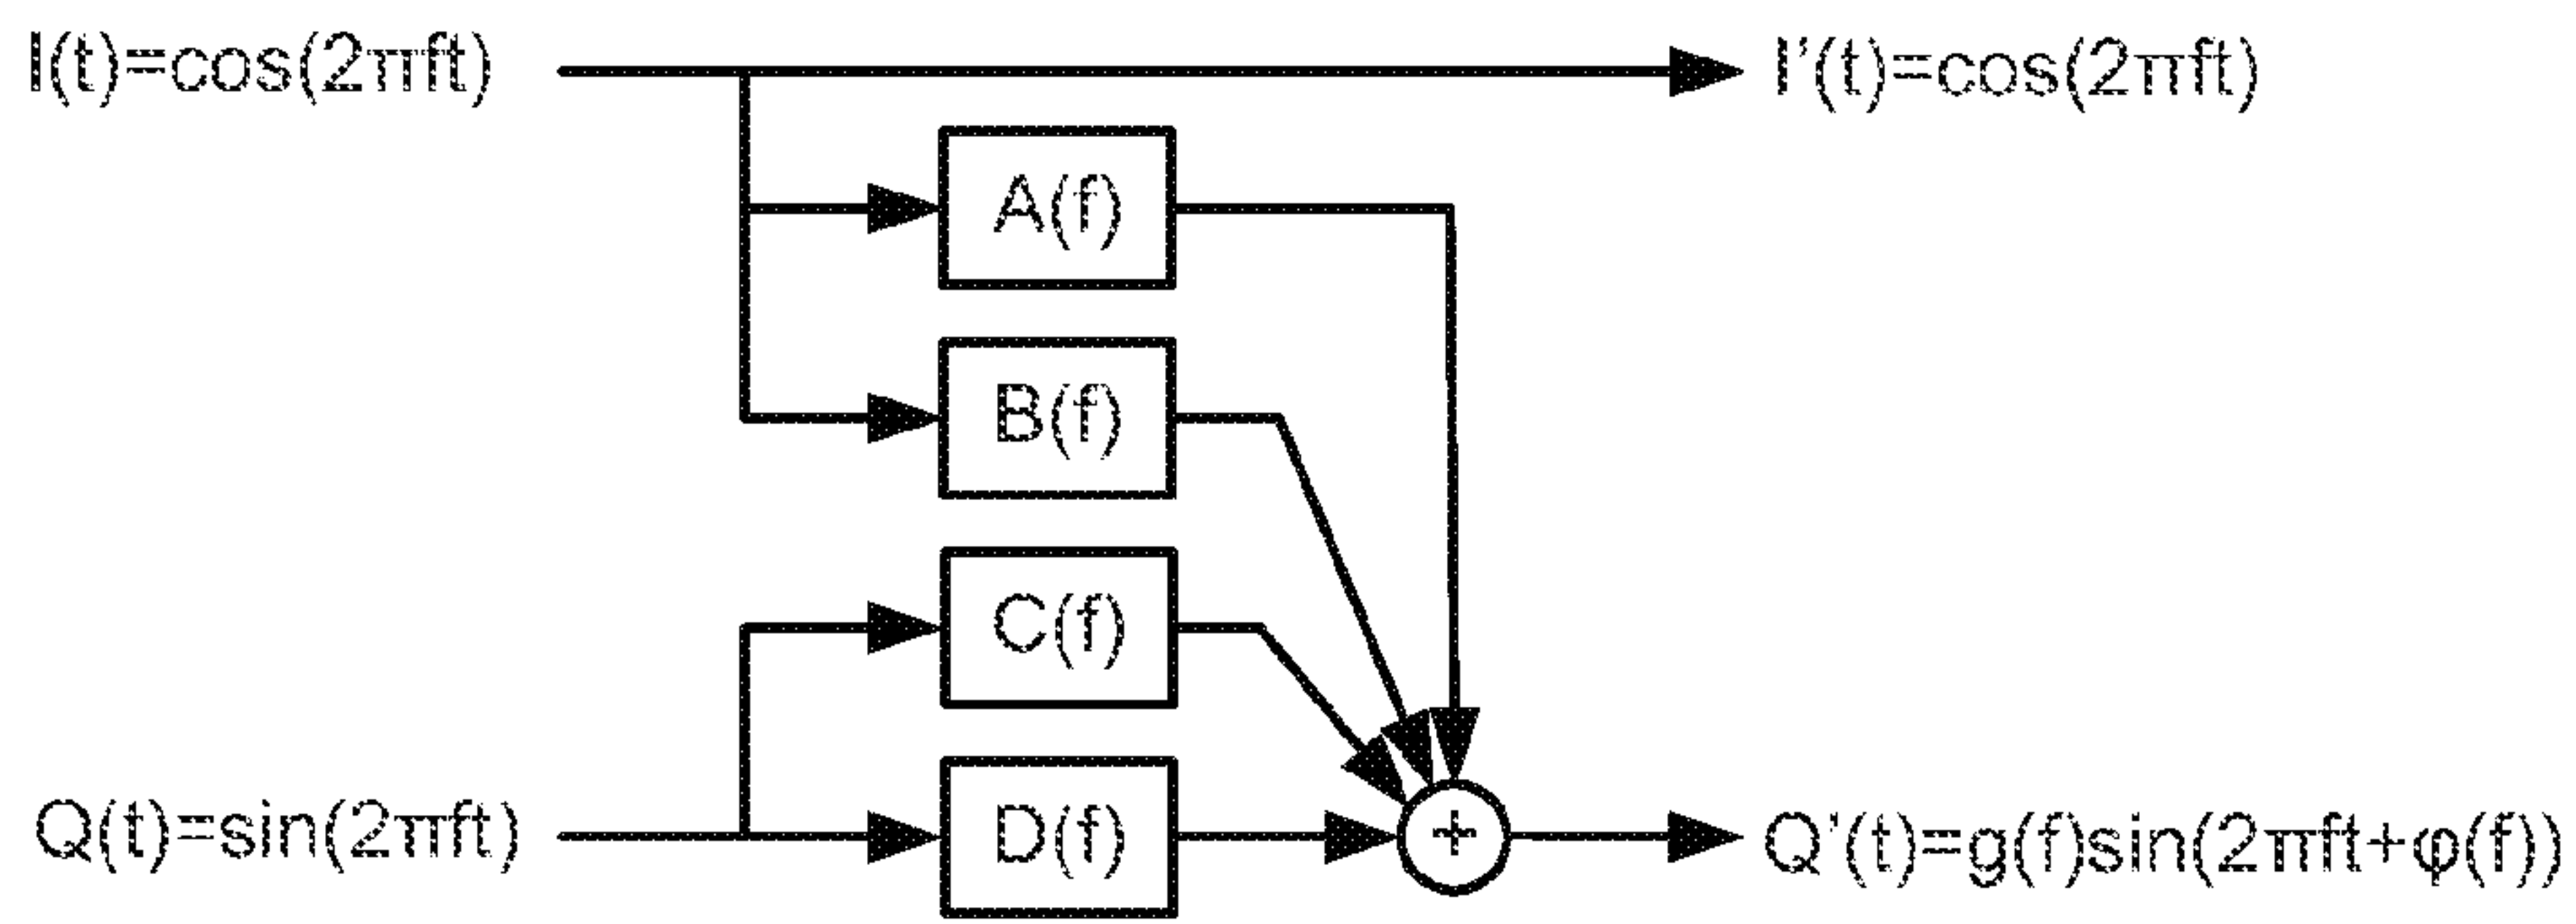 I(t)=cos(2πft)
I'(t)=cos(2πft)
A(f)
B(f)
C(f)
D(f)
+
Q(t)=sin(2πft)
Q'(t)=g(f)sin(2πft+φ(f))